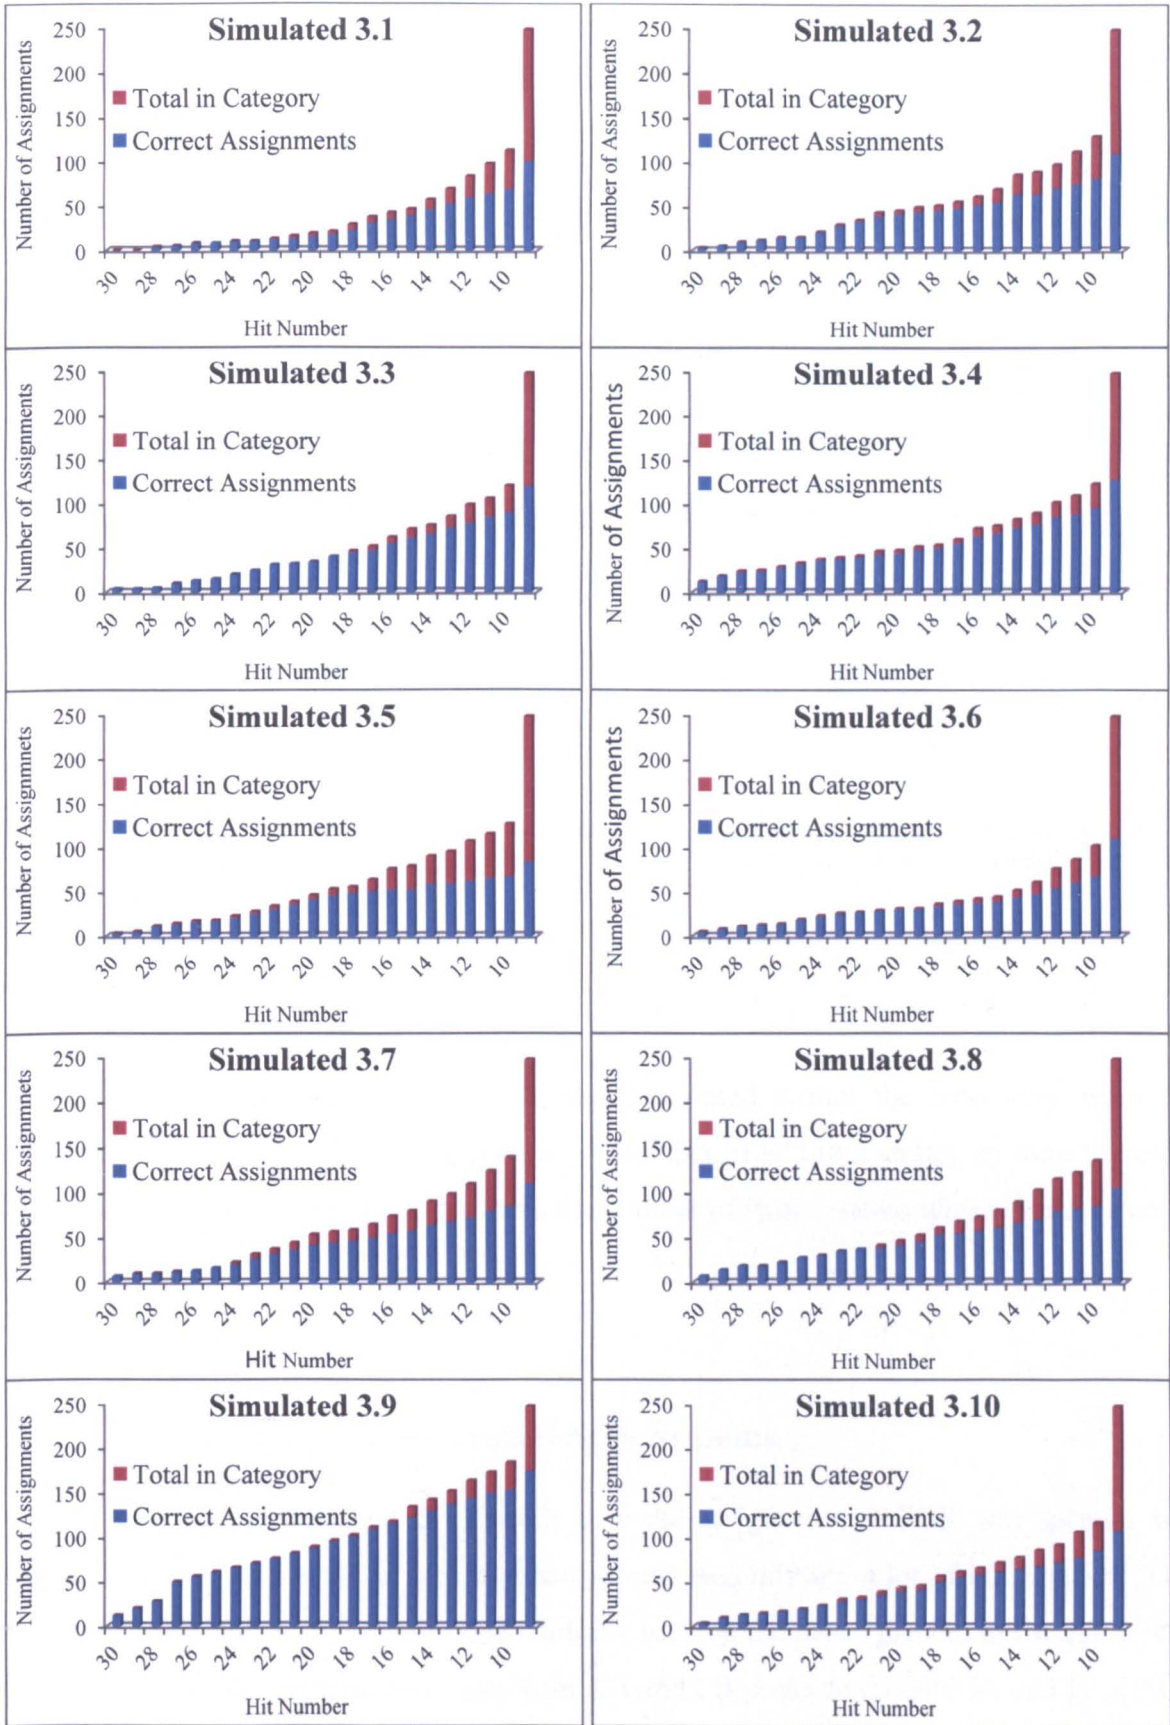 Simulated 3.1
Number of Assignments
250
200
150
100
50
0
Total in Category
Correct Assignments
30 28 26 24 22 20 18 16 14 12 10
Hit Number
Simulated 3.2
Number of Assignments
250
200
150
100
50
0
Total in Category
Correct Assignments
30 28 26 24 22 20 18 16 14 12 10
Hit Number
Simulated 3.3
Number of Assignments
250
200
150
100
50
0
Total in Category
Correct Assignments
30 28 26 24 22 20 18 16 14 12 10
Hit Number
Simulated 3.4
Number of Assignments
250
200
150
100
50
0
Total in Category
Correct Assignments
30 28 26 24 22 20 18 16 14 12 10
Hit Number
Simulated 3.5
Number of Assignmnets
250
200
150
100
50
0
Total in Category
Correct Assignments
30 28 26 24 22 20 18 16 14 12 10
Hit Number
Simulated 3.6
Number of Assignments
250
200
150
100
50
0
Total in Category
Correct Assignments
30 28 26 24 22 20 18 16 14 12 10
Hit Number
Simulated 3.7
Number of Assignmnets
250
200
150
100
50
0
Total in Category
Correct Assignments
30 28 26 24 22 20 18 16 14 12 10
Hit Number
Simulated 3.8
Number of Assignments
250
200
150
100
50
0
Total in Category
Correct Assignments
30 28 26 24 22 20 18 16 14 12 10
Hit Number
Simulated 3.9
Number of Assignments
250
200
150
100
50
0
Total in Category
Correct Assignments
30 28 26 24 22 20 18 16 14 12 10
Hit Number
Simulated 3.10
Number of Assignments
250
200
150
100
50
0
Total in Category
Correct Assignments
30 28 26 24 22 20 18 16 14 12 10
Hit Number